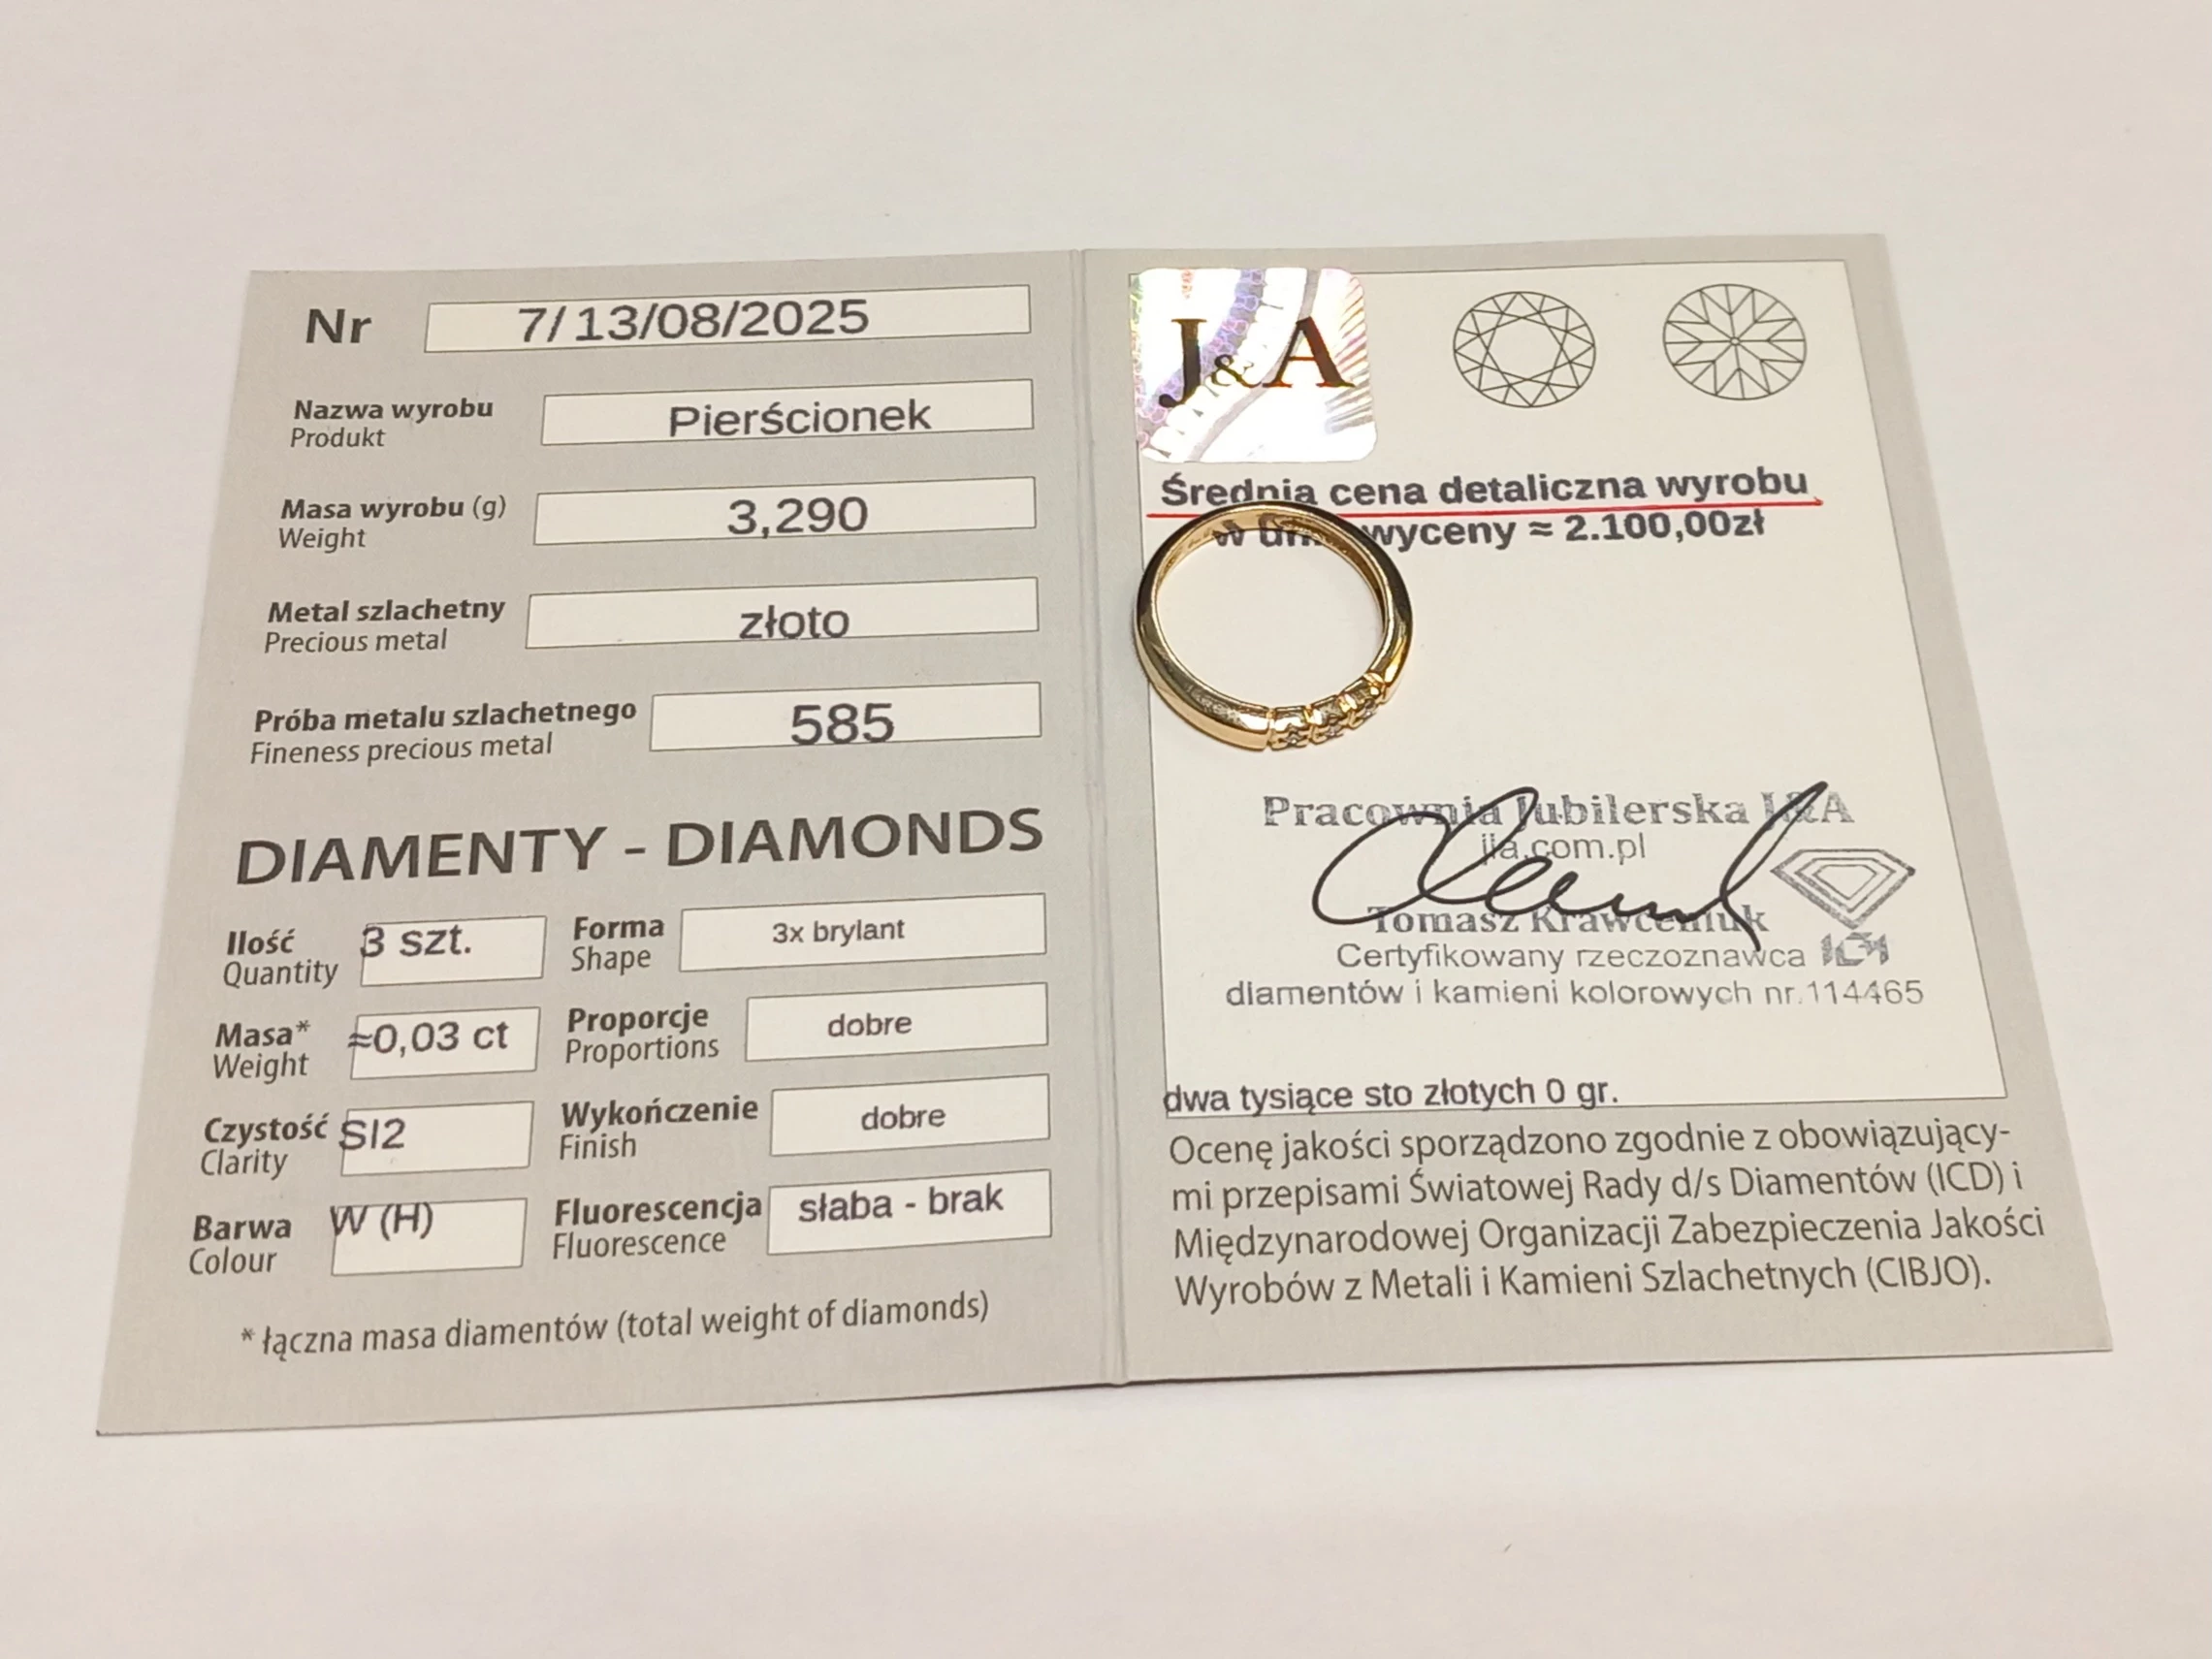 Nr 7/13/08/2025
Nazwa wyrobu Pierścionek
Produkt
Masa wyrobu (g) 3,290
Weight
Metal szlachetny złoto
Precious metal
Próba metalu szlachetnego 585
Fineness precious metal
DIAMENTY - DIAMONDS
Ilość 3 szt. Forma 3x brylant
Quantity Shape
Masa* ≈0,03 ct Proporcje dobre
Weight Proportions
Czystość SI2 Wykończenie dobre
Clarity Finish
Barwa W (H) Fluorescencja słaba - brak
Colour Fluorescence
* łączna masa diamentów (total weight of diamonds)
J&A
Średnia cena detaliczna wyrobu
w wyceny ≈ 2.100,00zł
Pracownia Jubilerska J&A
jla.com.pl
Tomasz Krawceniuk
Certyfikowany rzeczoznawca
diamentów i kamieni kolorowych nr.114465
dwa tysiące sto złotych 0 gr.
Ocenę jakości sporządzono zgodnie z obowiązujący-
mi przepisami Światowej Rady d/s Diamentów (ICD) i
Międzynarodowej Organizacji Zabezpieczenia Jakości
Wyrobów z Metali i Kamieni Szlachetnych (CIBJO).